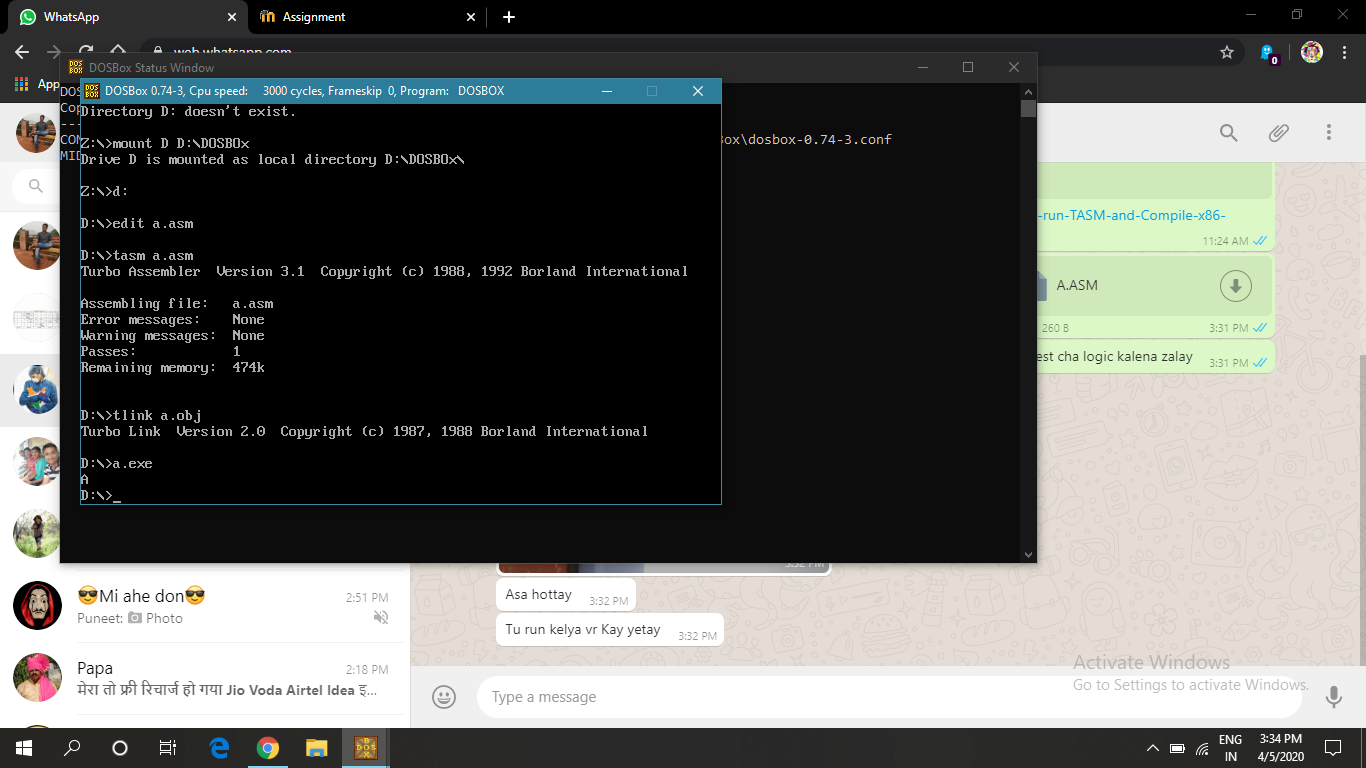 WhatsApp
Assignment
web.whatsapp.com
App
0
DOSBox Status Window
DOS
DOSBox 0.74-3, Cpu speed: 3000 cycles, Frameskip 0, Program: DOSBOX
Cop
---
CON
MID
Box\dosbox-0.74-3.conf
Directory D: doesn't exist.
Z:\>mount D D:\DOSBOx
Drive D is mounted as local directory D:\DOSBOx\
Z:\>d:
D:\>edit a.asm
D:\>tasm a.asm
Turbo Assembler Version 3.1 Copyright (c) 1988, 1992 Borland International
Assembling file: a.asm
Error messages: None
Warning messages: None
Passes: 1
Remaining memory: 474k
D:\>tlink a.obj
Turbo Link Version 2.0 Copyright (c) 1987, 1988 Borland International
D:\>a.exe
A
D:\>_
-run-TASM-and-Compile-x86-
11:24 AM
A.ASM
260 B 3:31 PM
est cha logic kalena zalay 3:31 PM
3:32 PM
Asa hottay 3:32 PM
Tu run kelya vr Kay yetay 3:32 PM
😎Mi ahe don😎 2:51 PM
Puneet: Photo
Papa 2:18 PM
मेरा तो फ्री रिचार्ज हो गया Jio Voda Airtel Idea इ...
Type a message
Activate Windows
Go to Settings to activate Windows.
ENG
IN
3:34 PM
4/5/2020